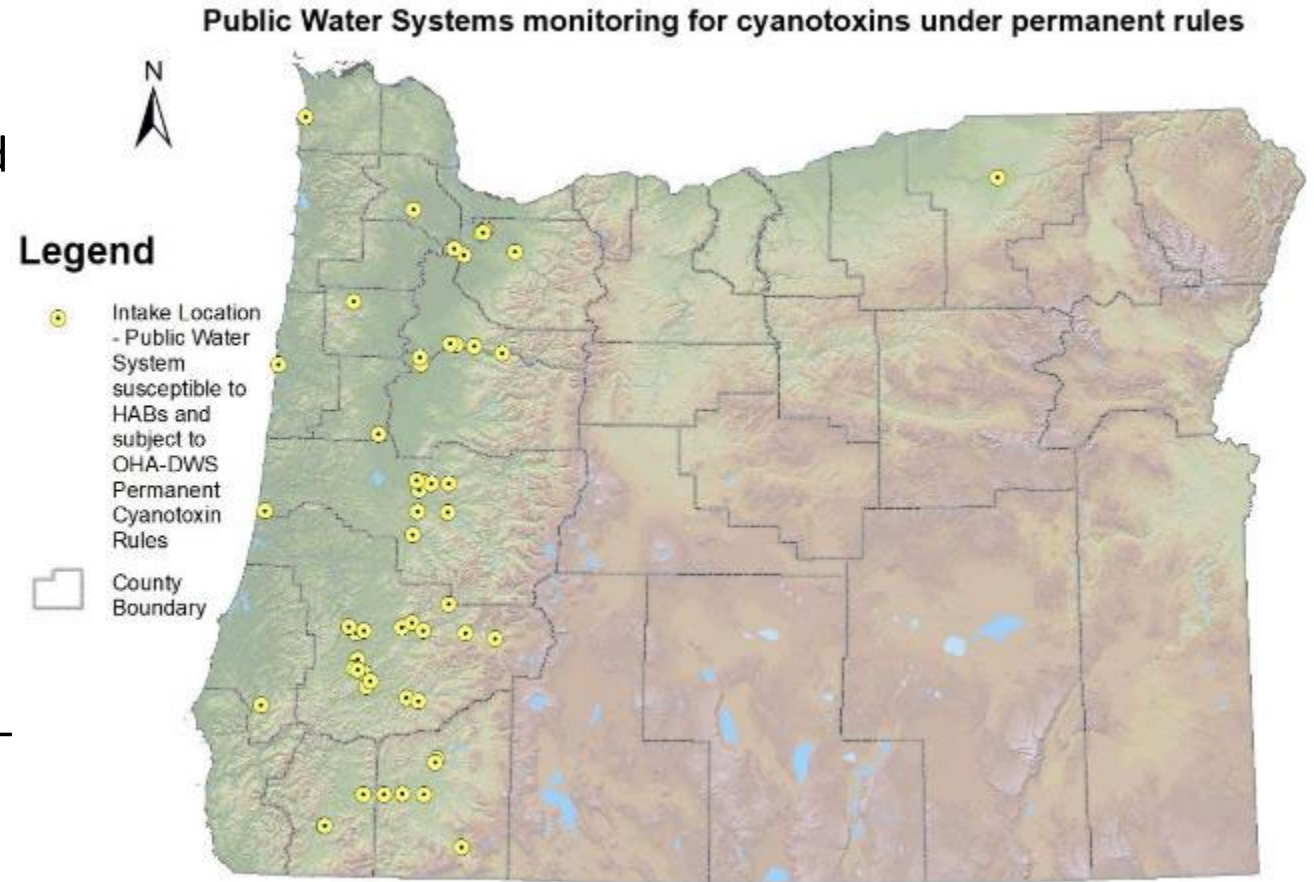 Public Water Systems monitoring for cyanotoxins under permanent rules
N
Legend
Intake Location
- Public Water
System
susceptible to
HABs and
subject to
OHA-DWS
Permanent
Cyanotoxin
Rules
County
Boundary